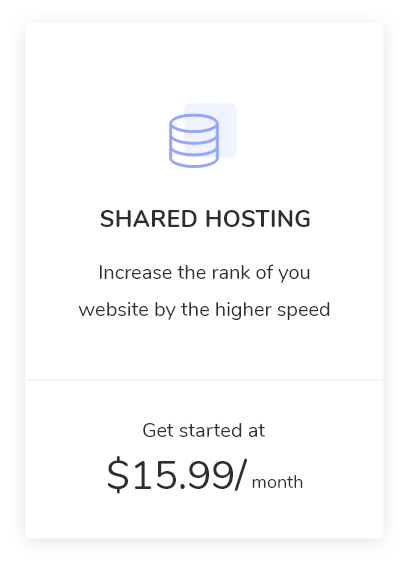 SHARED HOSTING
Increase the rank of you
website by the higher speed
Get started at
$15.99/ month